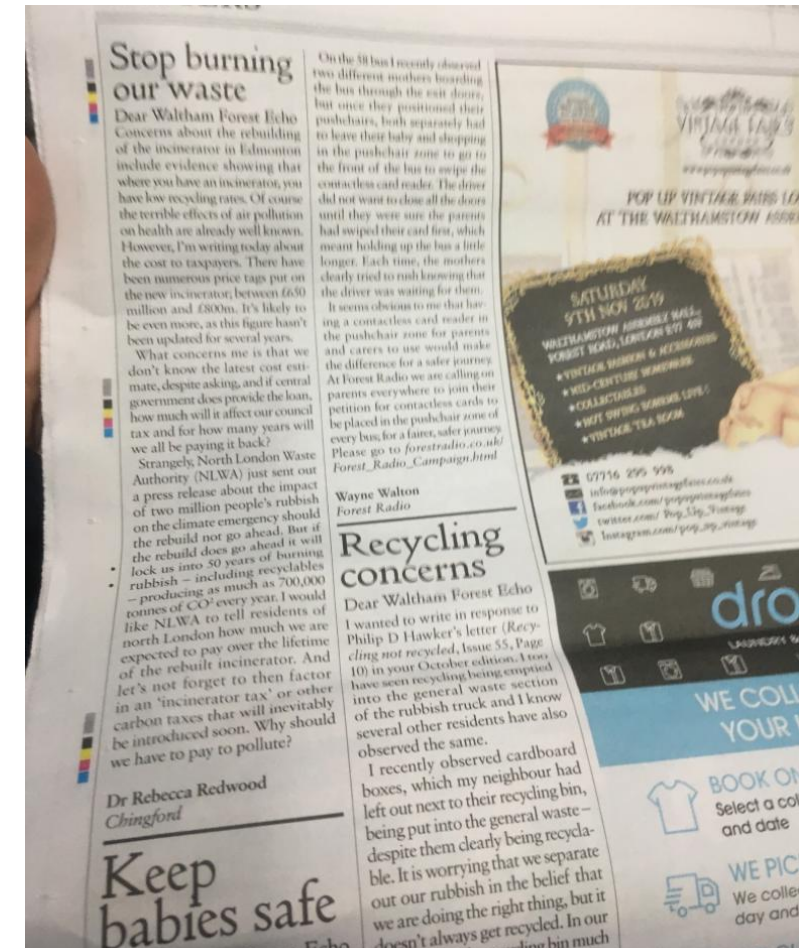 Stop burning
our waste
Dear Waltham Forest Echo
Concerns about the rebuilding
of the incinerator in Edmonton
include evidence showing that
where you have an incinerator, you
have low recycling rates. Of course
the terrible effects of air pollution
on health are already well known.
However, I'm writing today about
the cost to taxpayers. There have
been numerous price tags put on
the new incinerator; between £650
million and £800m. It's likely to
be even more, as this figure hasn't
been updated for several years.
What concerns me is that we
don't know the latest cost esti-
mate, despite asking, and if central
government does provide the loan,
how much will it affect our council
tax and for how many years will
we all be paying it back?
Strangely, North London Waste
Authority (NLWA) just sent out
a press release about the impact
of two million people's rubbish
on the climate emergency should
the rebuild not go ahead. But if
the rebuild does go ahead it will
lock us into 50 years of burning
rubbish – including recyclables
– producing as much as 700,000
tonnes of CO² every year. I would
like NLWA to tell residents of
north London how much we are
expected to pay over the lifetime
of the rebuilt incinerator. And
let's not forget to then factor
in an 'incinerator tax' or other
carbon taxes that will inevitably
be introduced soon. Why should
we have to pay to pollute?
Dr Rebecca Redwood
Chingford
Keep
babies safe
Echo
On the 58 bus I recently observed
two different mothers boarding
the bus through the exit doors,
but once they positioned their
pushchairs, both separately had
to leave their baby and shopping
in the pushchair zone to go to
the front of the bus to swipe the
contactless card reader. The driver
did not want to close all the doors
until they were sure the parents
had swiped their card first, which
meant holding up the bus a little
longer. Each time, the mothers
clearly tried to rush knowing that
the driver was waiting for them.
It seems obvious to me that hav-
ing a contactless card reader in
the pushchair zone for parents
and carers to use would make
the difference for a safer journey.
At Forest Radio we are calling on
parents everywhere to join their
petition for contactless cards to
be placed in the pushchair zone of
every bus; for a fairer, safer journey.
Please go to forestradio.co.uk/
Forest_Radio_Campaign.html
Wayne Walton
Forest Radio
Recycling
concerns
Dear Waltham Forest Echo
I wanted to write in response to
Philip D Hawker's letter (Recy-
cling not recycled, Issue 55, Page
10) in your October edition. I too
have seen recycling being emptied
into the general waste section
of the rubbish truck and I know
several other residents have also
observed the same.
I recently observed cardboard
boxes, which my neighbour had
left out next to their recycling bin,
being put into the general waste –
despite them clearly being recycla-
ble. It is worrying that we separate
out our rubbish in the belief that
we are doing the right thing, but it
doesn't always get recycled. In our
bin much
VINTAGE FAIRS
POP UP VINTAGE FAIRS LO
AT THE WALTHAMSTOW ASSE
SATURDAY
9TH NOV 2019
WALTHAMSTOW ASSEMBLY HALL,
FOREST ROAD, LONDON E17
VINTAGE FASHION & ACCESSORIES
MID-CENTURY HOMEWARE
COLLECTABLES
HOT SWING
VINTAGE TEA ROOM
07716 295 998
dro
LAUNDRY &
WE COLL
YOUR
BOOK ON
Select a col
and date
WE PIC
We collec
day and